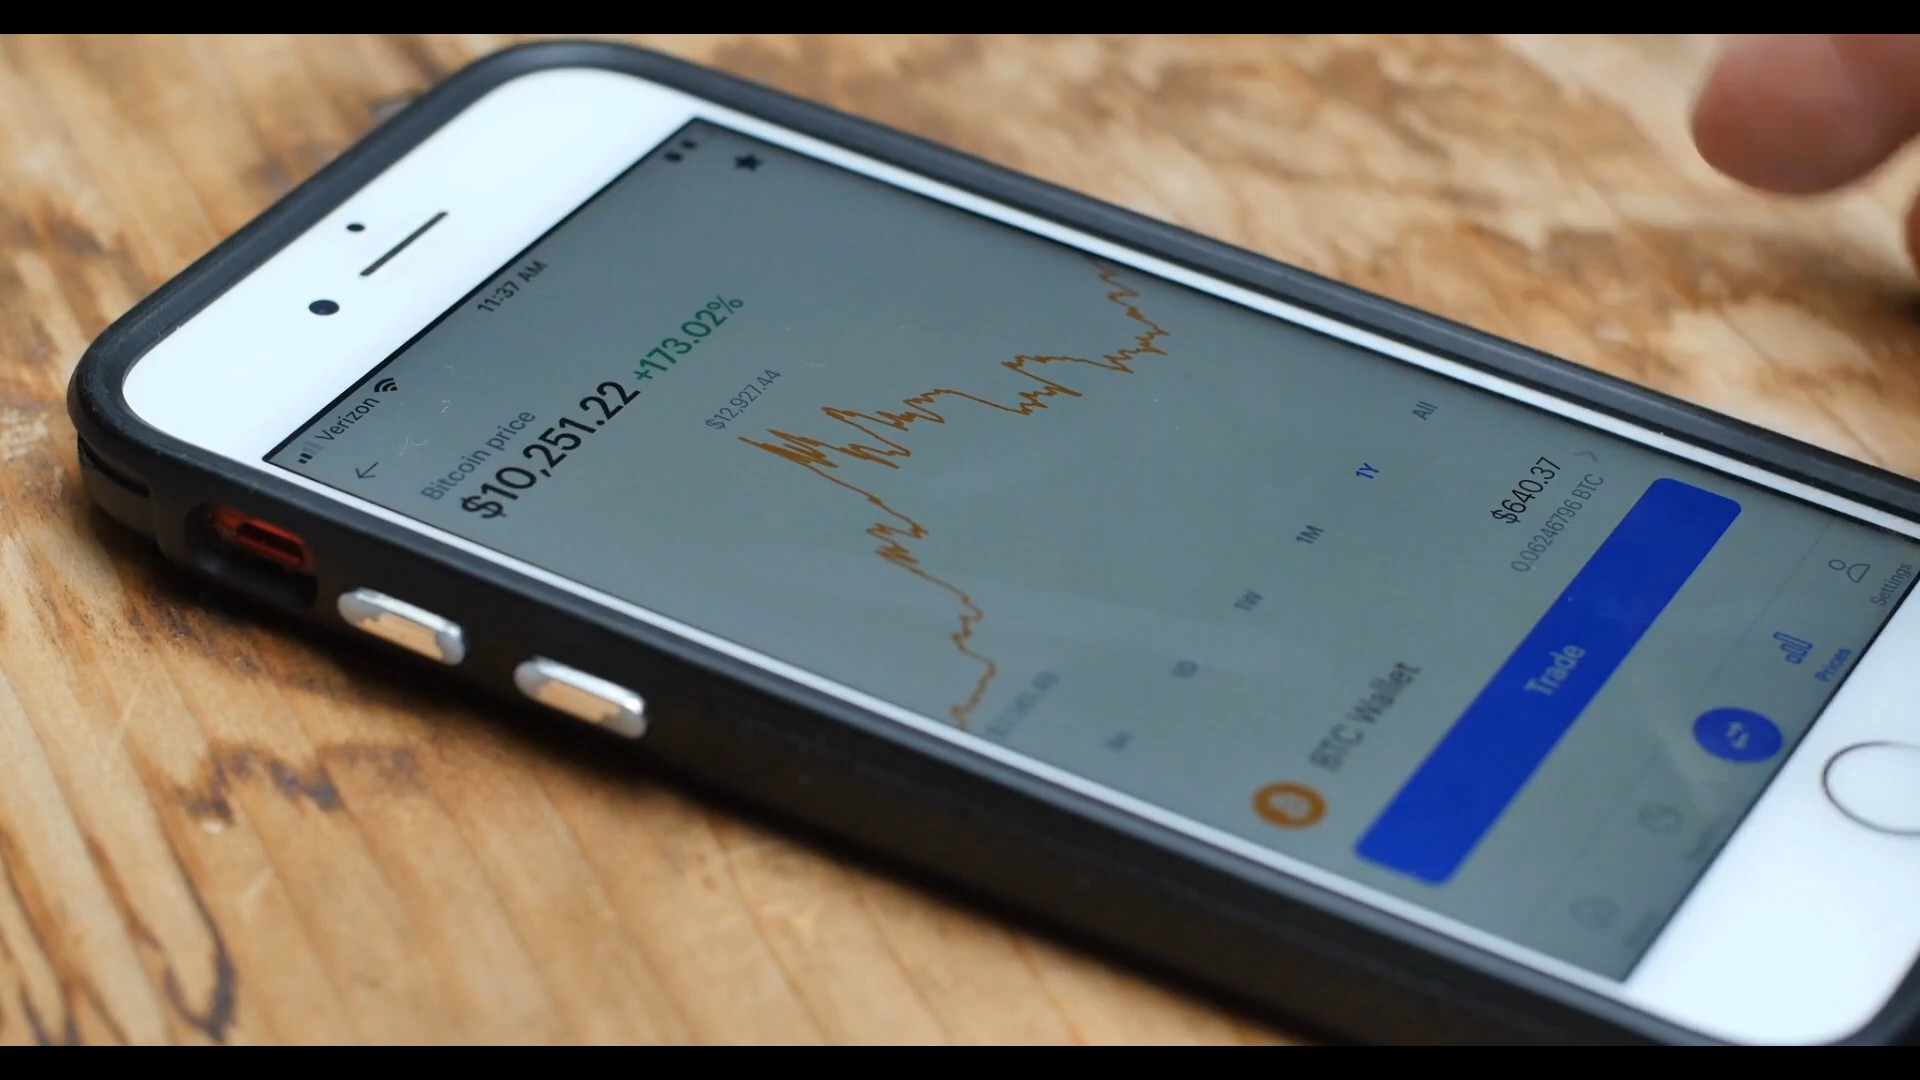 Verizon 11:37 AM
Bitcoin price
$10,251.22 +173.02%
$12,927.44
1W 1M 1Y All
BTC Wallet $640.37
0.06246796 BTC
Trade
Prices Settings